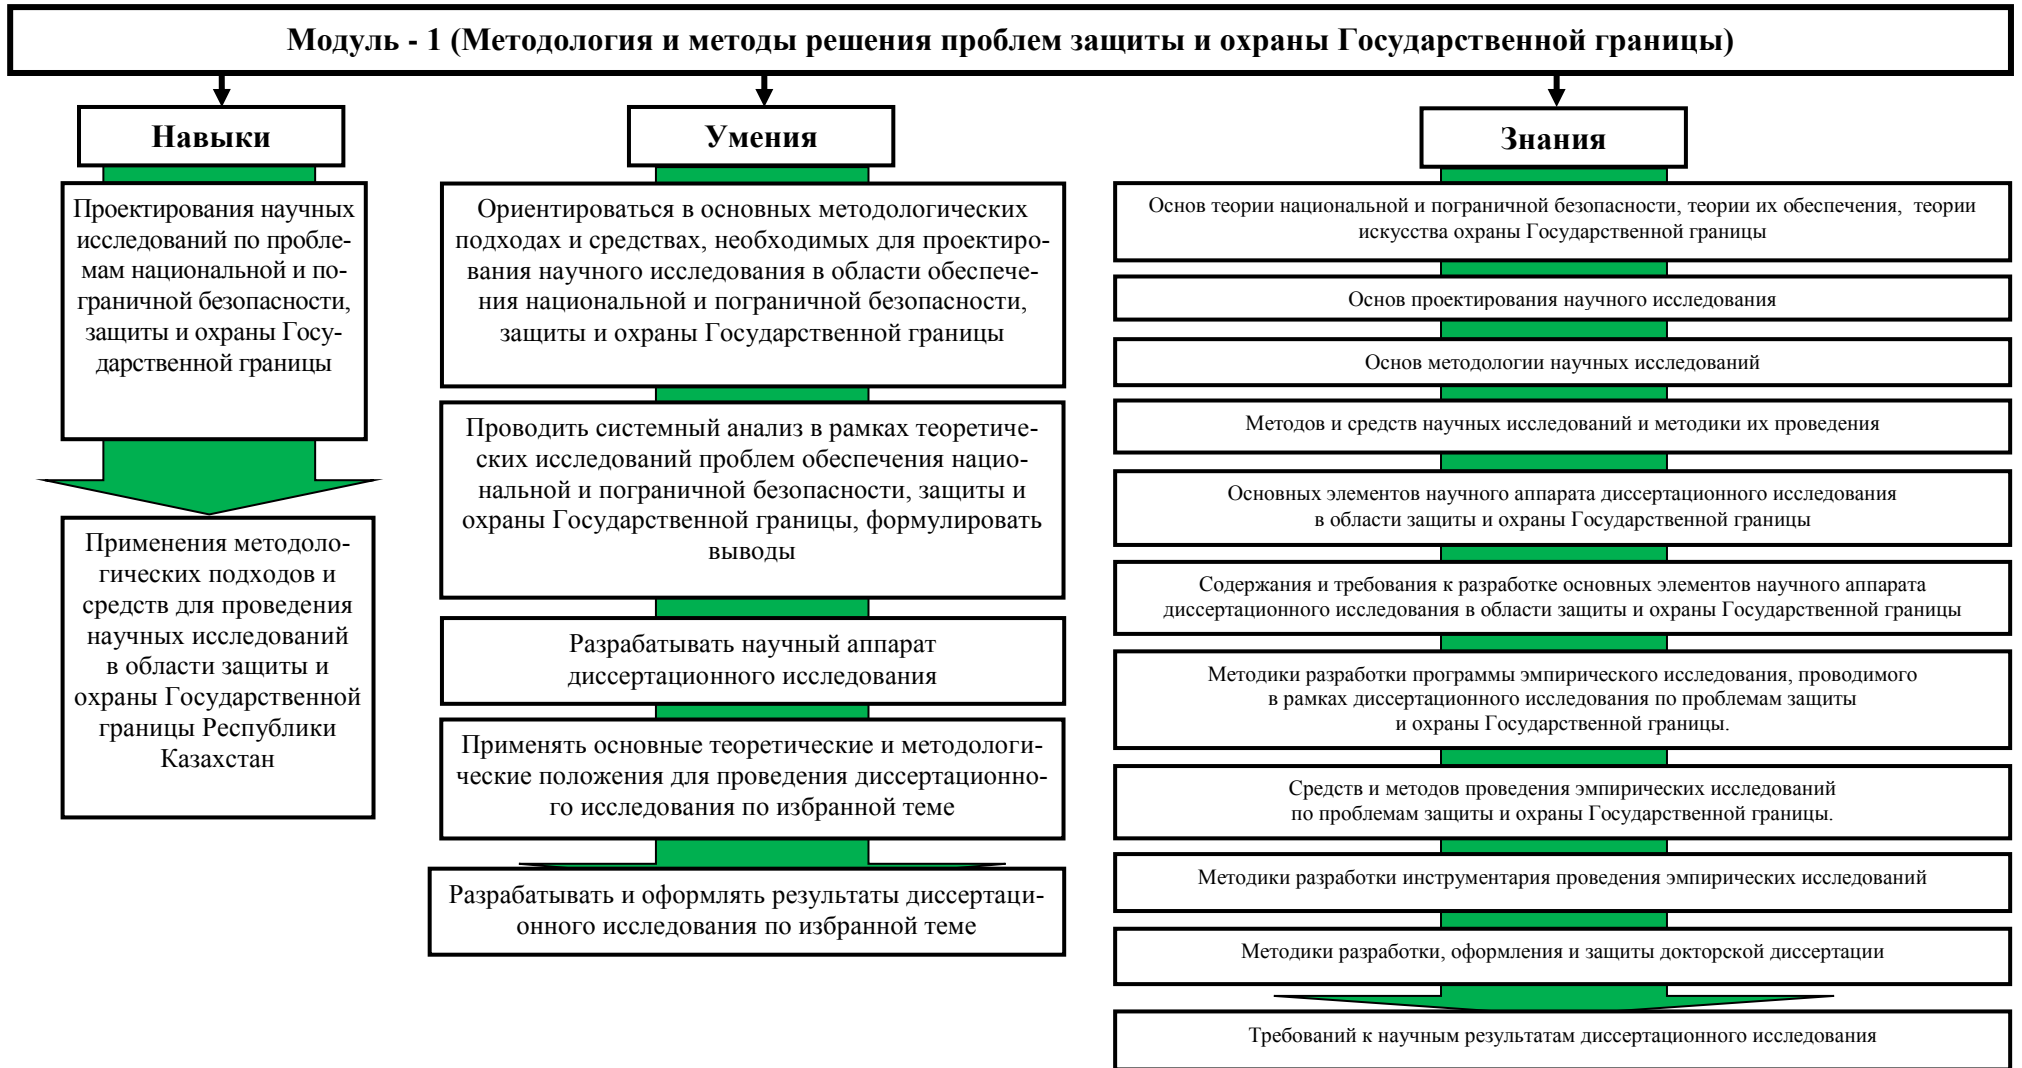 Модуль - 1 (Методология и методы решения проблем защиты и охраны Государственной границы)
Навыки
Проектирования научных
исследований по пробле-
мам национальной и по-
граничной безопасности,
защиты и охраны Госу-
дарственной границы
Применения методоло-
гических подходов и
средств для проведения
научных исследований
в области защиты и
охраны Государственной
границы Республики
Казахстан
Умения
Ориентироваться в основных методологических
подходах и средствах, необходимых для проектиро-
вания научного исследования в области обеспече-
ния национальной и пограничной безопасности,
защиты и охраны Государственной границы
Проводить системный анализ в рамках теоретиче-
ских исследований проблем обеспечения нацио-
нальной и пограничной безопасности, защиты и
охраны Государственной границы, формулировать
выводы
Разрабатывать научный аппарат
диссертационного исследования
Применять основные теоретические и методологи-
ческие положения для проведения диссертационно-
го исследования по избранной теме
Разрабатывать и оформлять результаты диссертаци-
онного исследования по избранной теме
Знания
Основ теории национальной и пограничной безопасности, теории их обеспечения, теории
искусства охраны Государственной границы
Основ проектирования научного исследования
Основ методологии научных исследований
Методов и средств научных исследований и методики их проведения
Основных элементов научного аппарата диссертационного исследования
в области защиты и охраны Государственной границы
Содержания и требования к разработке основных элементов научного аппарата
диссертационного исследования в области защиты и охраны Государственной границы
Методики разработки программы эмпирического исследования, проводимого
в рамках диссертационного исследования по проблемам защиты
и охраны Государственной границы.
Средств и методов проведения эмпирических исследований
по проблемам защиты и охраны Государственной границы.
Методики разработки инструментария проведения эмпирических исследований
Методики разработки, оформления и защиты докторской диссертации
Требований к научным результатам диссертационного исследования